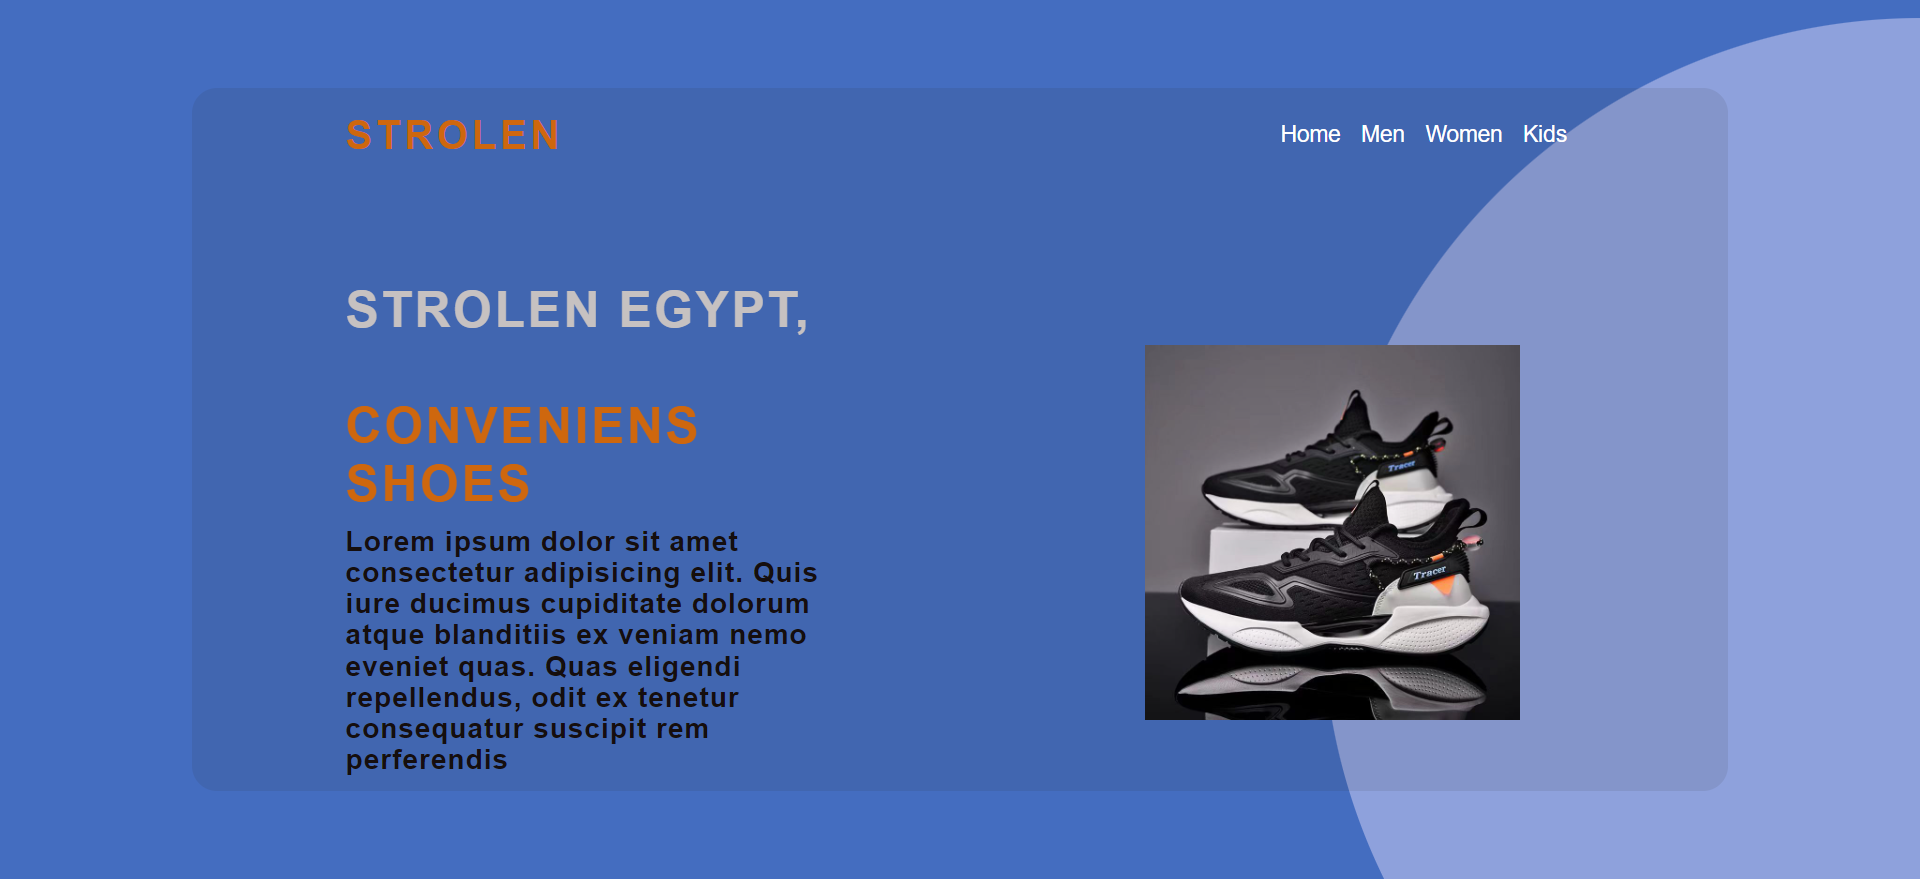 STROLEN
Home Men Women Kids
STROLEN EGYPT,
CONVENIENS
SHOES
Lorem ipsum dolor sit amet
consectetur adipisicing elit. Quis
iure ducimus cupiditate dolorum
atque blanditiis ex veniam nemo
eveniet quas. Quas eligendi
repellendus, odit ex tenetur
consequatur suscipit rem
perferendis
Tracer
Tracer